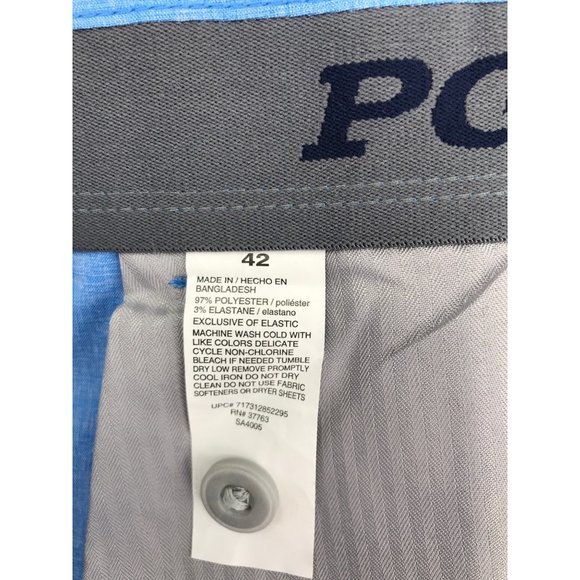 PG
42
MADE IN / HECHO EN
BANGLADESH
97% POLYESTER / poliéster
3% ELASTANE / elastano
EXCLUSIVE OF ELASTIC
MACHINE WASH COLD WITH
LIKE COLORS DELICATE
CYCLE NON-CHLORINE
BLEACH IF NEEDED TUMBLE
DRY LOW REMOVE PROMPTLY
COOL IRON DO NOT DRY
CLEAN DO NOT USE FABRIC
SOFTENERS OR DRYER SHEETS
UPC# 717312852295
RN# 37763
SA4005